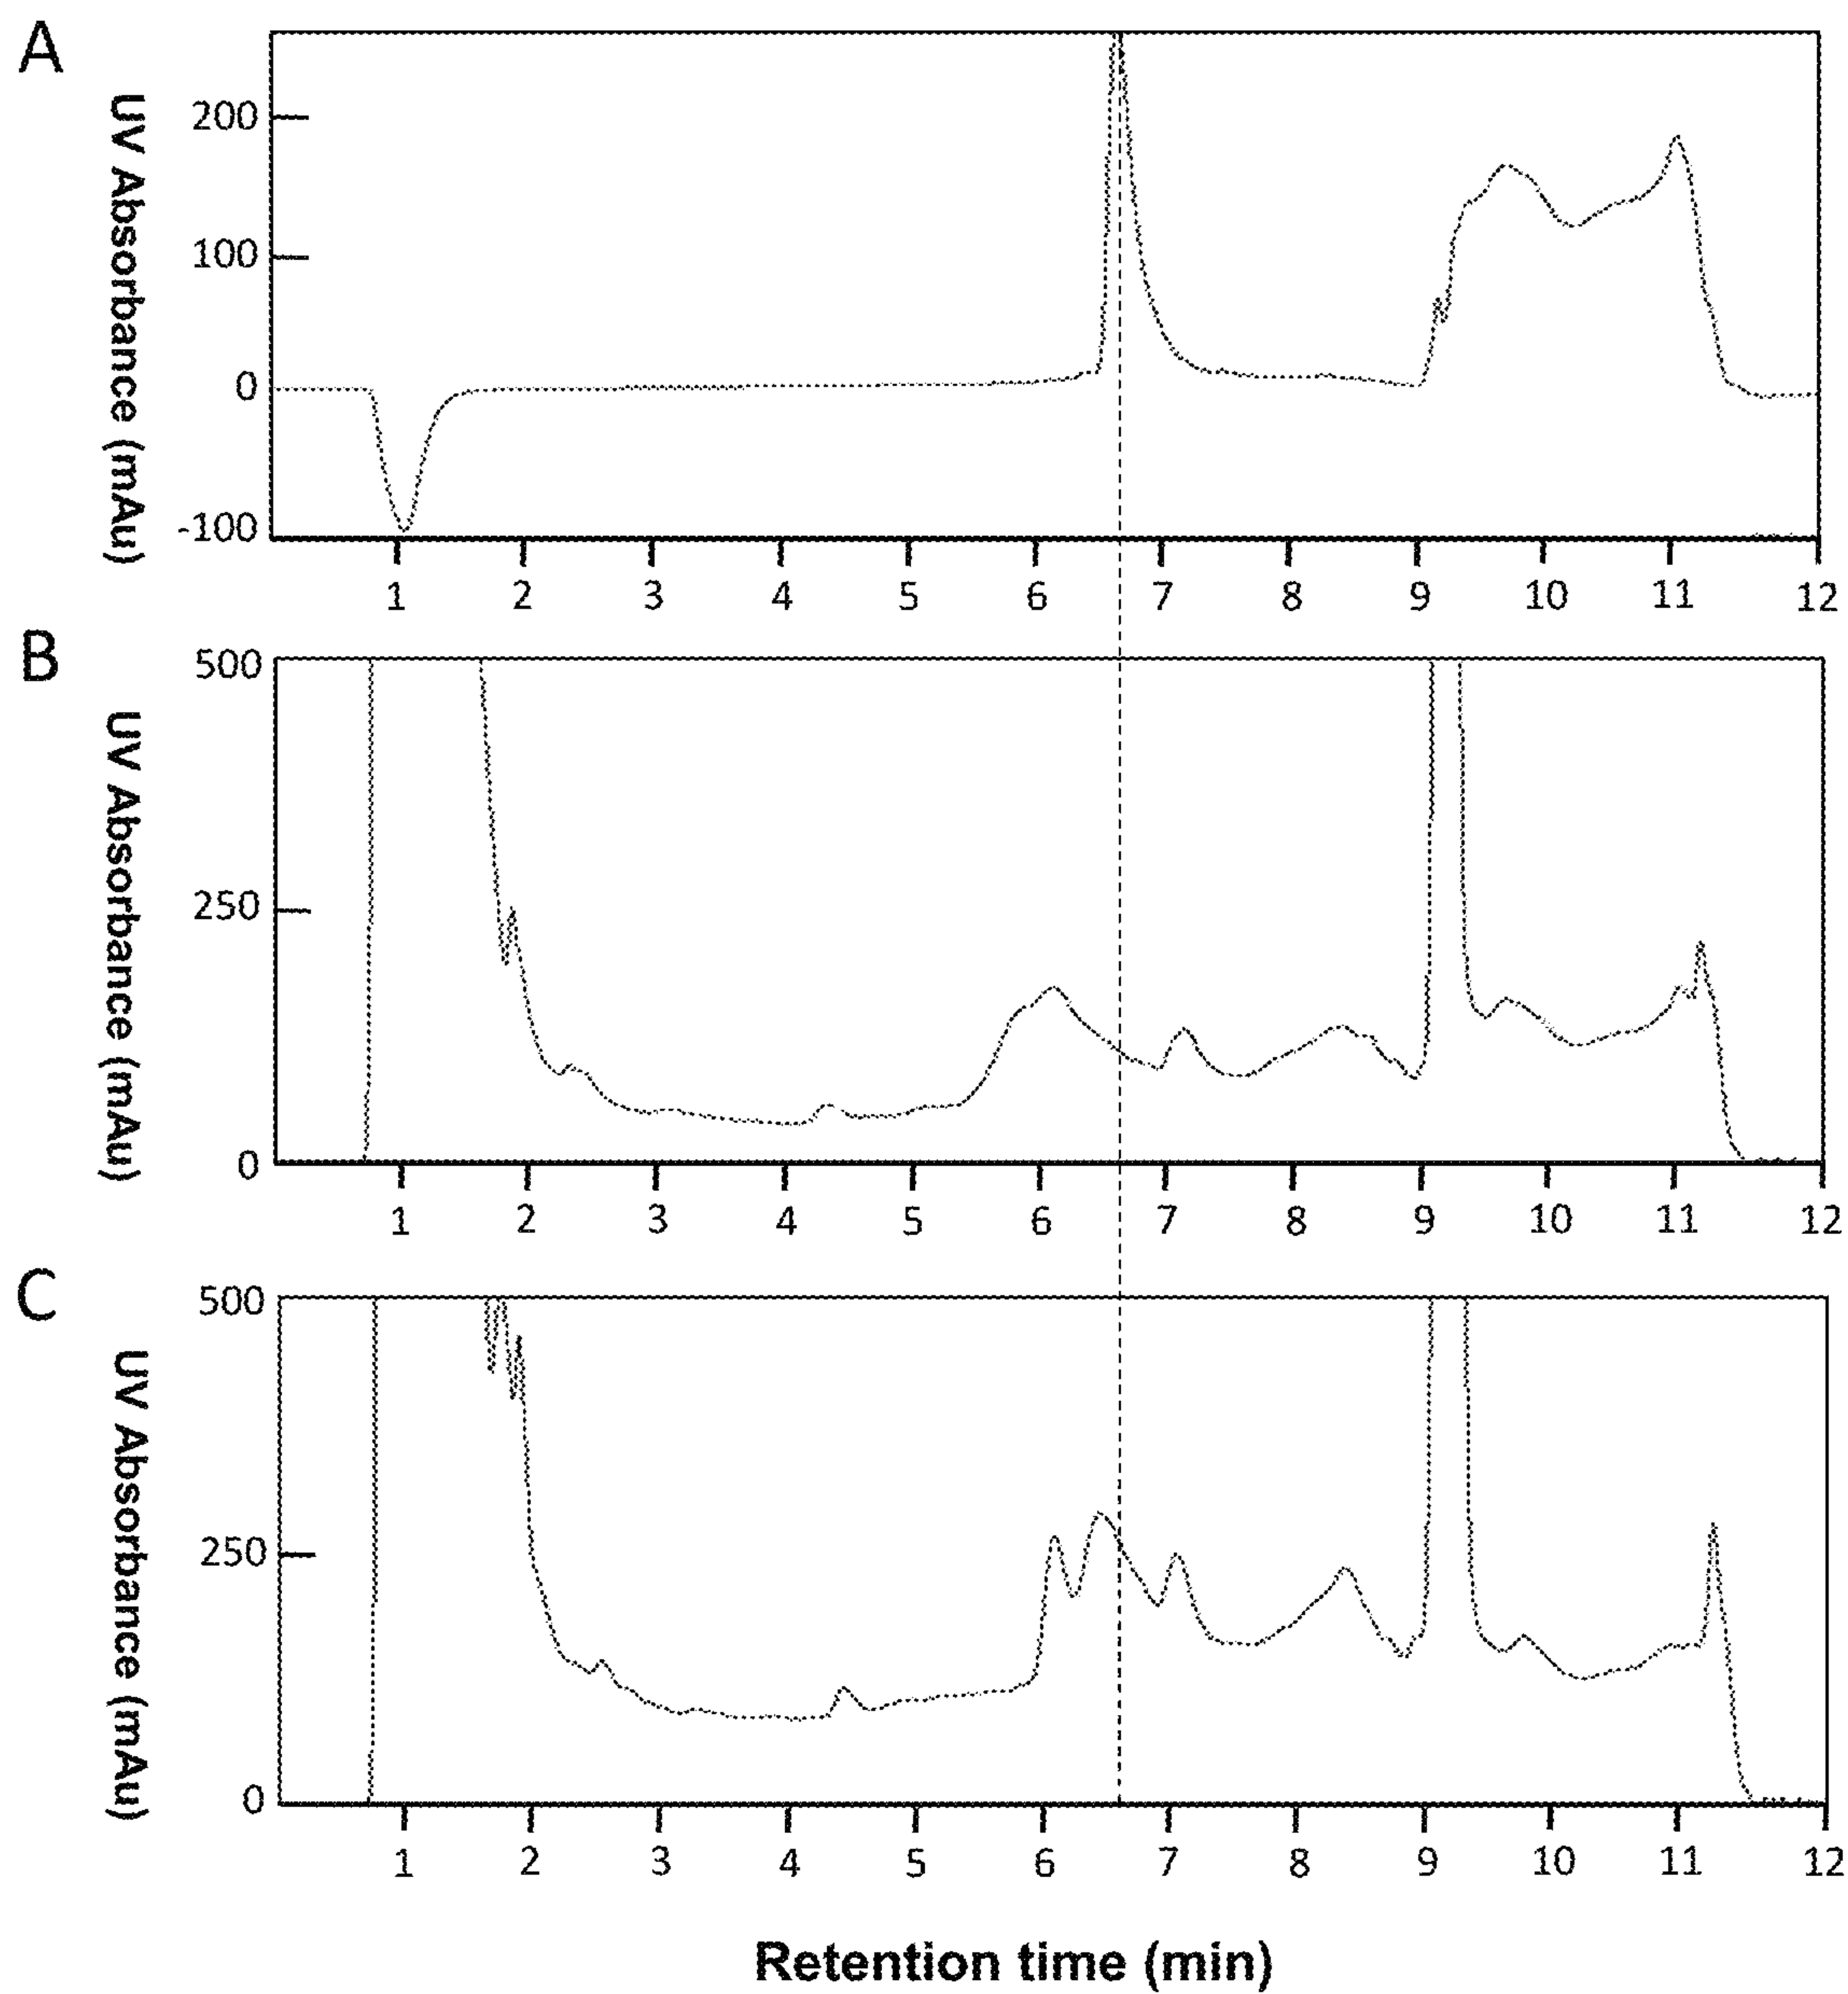 A
UV Absorbance (mAu)
200
100
0
-100
1 2 3 4 5 6 7 8 9 10 11 12
B
UV Absorbance (mAu)
500
250
0
1 2 3 4 5 6 7 8 9 10 11 12
C
UV Absorbance (mAu)
500
250
0
1 2 3 4 5 6 7 8 9 10 11 12
Retention time (min)